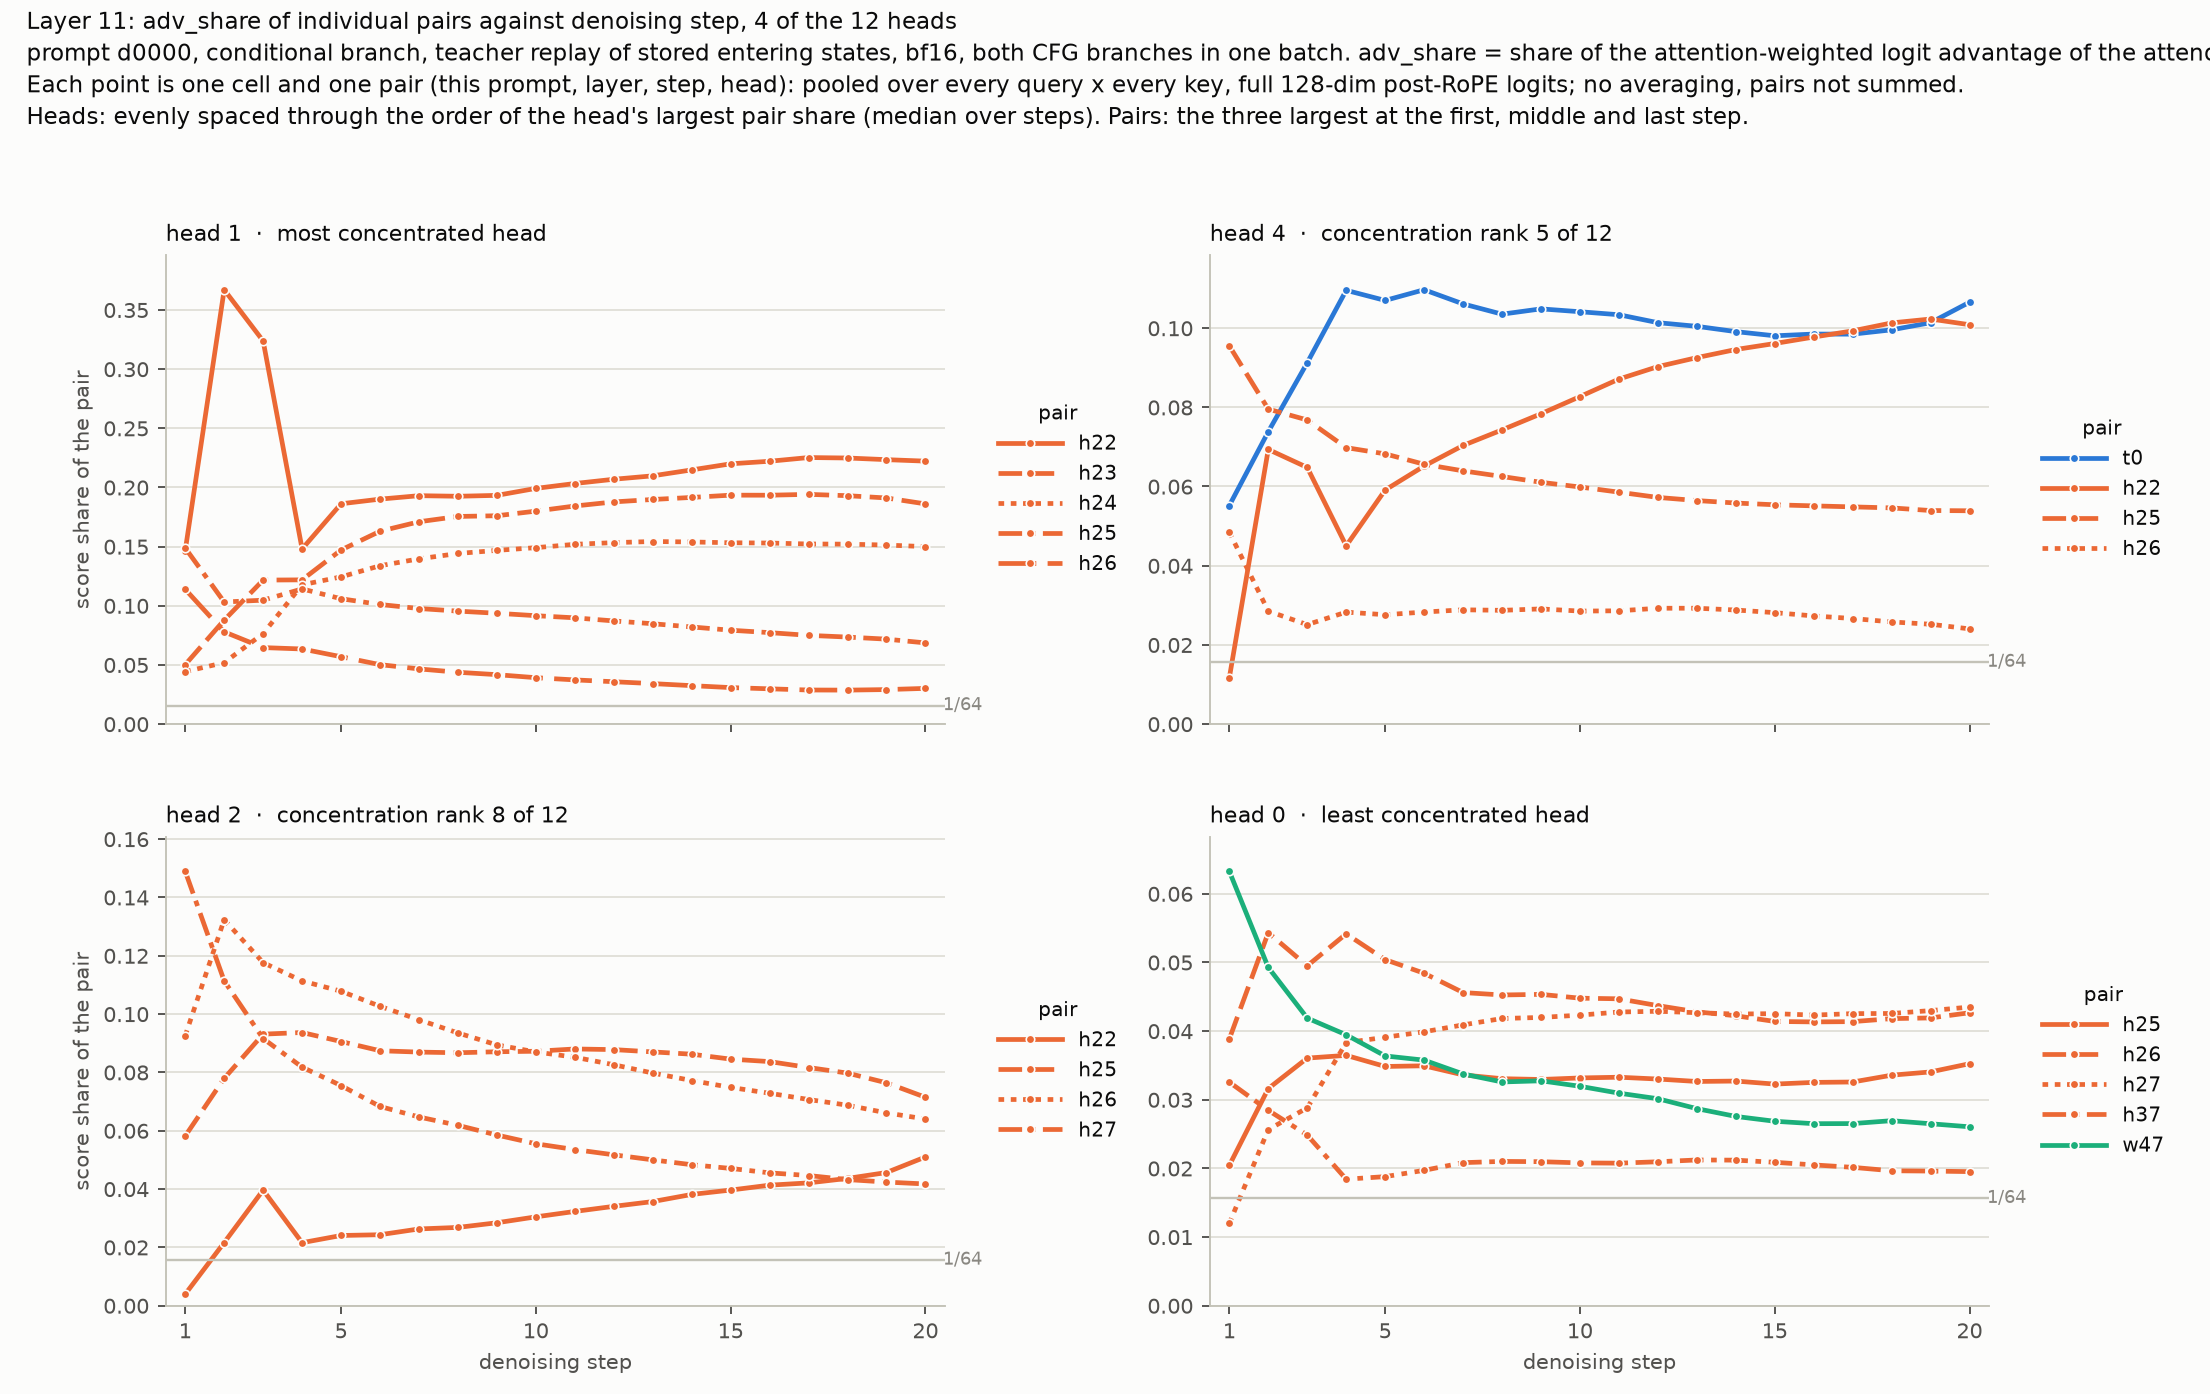 Layer 11: adv_share of individual pairs against denoising step, 4 of the 12 heads
prompt d0000, conditional branch, teacher replay of stored entering states, bf16, both CFG branches in one batch. adv_share = share of the attention-weighted logit advantage of the
Each point is one cell and one pair (this prompt, layer, step, head): pooled over every query x every key, full 128-dim post-RoPE logits; no averaging, pairs not summed.
Heads: evenly spaced through the order of the head's largest pair share (median over steps). Pairs: the three largest at the first, middle and last step.
head 1 · most concentrated head
score share of the pair
0.35
0.30
0.25
0.20
0.15
0.10
0.05
0.00
1/64
pair
h22
h23
h24
h25
h26
head 4 · concentration rank 5 of 12
0.10
0.08
0.06
0.04
0.02
0.00
1/64
pair
t0
h22
h25
h26
head 2 · concentration rank 8 of 12
score share of the pair
0.16
0.14
0.12
0.10
0.08
0.06
0.04
0.02
0.00
1/64
1
5
10
15
20
denoising step
pair
h22
h25
h26
h27
head 0 · least concentrated head
0.06
0.05
0.04
0.03
0.02
0.01
0.00
1/64
1
5
10
15
20
denoising step
pair
h25
h26
h27
h37
w47